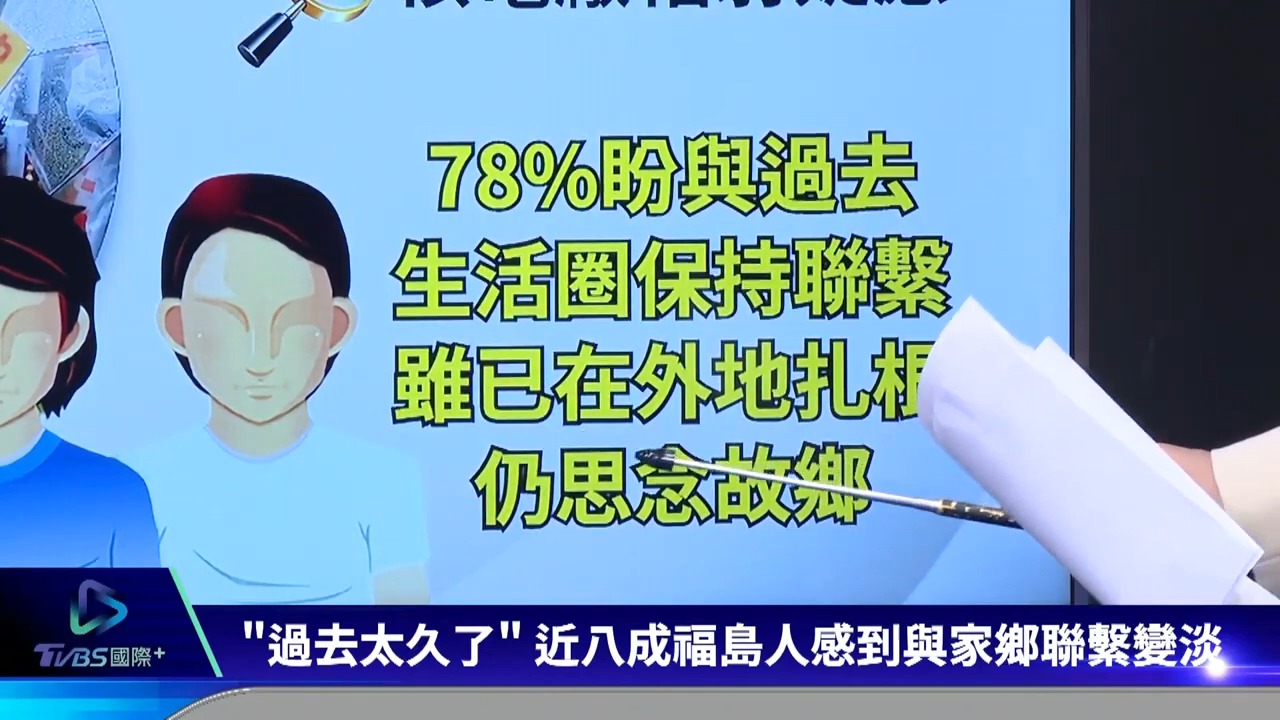 78%盼與過去
生活圈保持聯繫
雖已在外地扎根
仍思念故鄉
"過去太久了" 近八成福島人感到與家鄉聯繫變淡
TVBS國際+